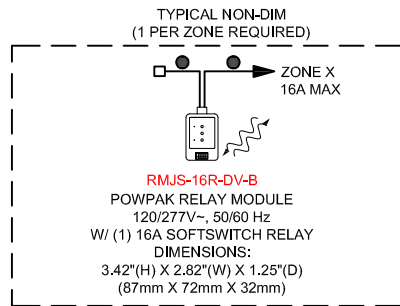 TYPICAL NON-DIM
(1 PER ZONE REQUIRED)
ZONE X
16A MAX
RMJS-16R-DV-B
POWPAK RELAY MODULE
120/277V~, 50/60 Hz
W/ (1) 16A SOFTSWITCH RELAY
DIMENSIONS:
3.42"(H) X 2.82"(W) X 1.25"(D)
(87mm X 72mm X 32mm)